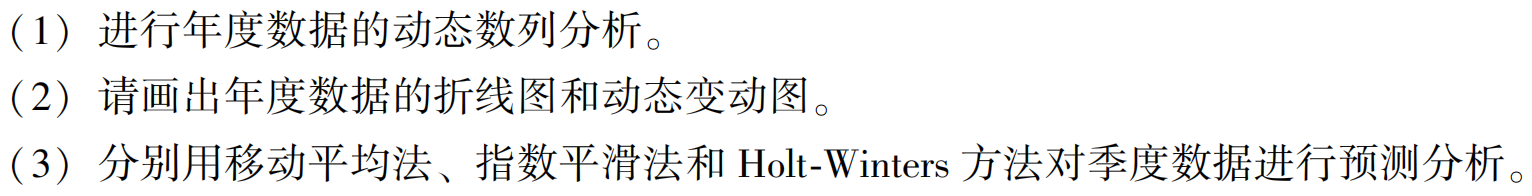 (1) 进行年度数据的动态数列分析。
(2) 请画出年度数据的折线图和动态变动图。
(3) 分别用移动平均法、指数平滑法和 Holt-Winters 方法对季度数据进行预测分析。